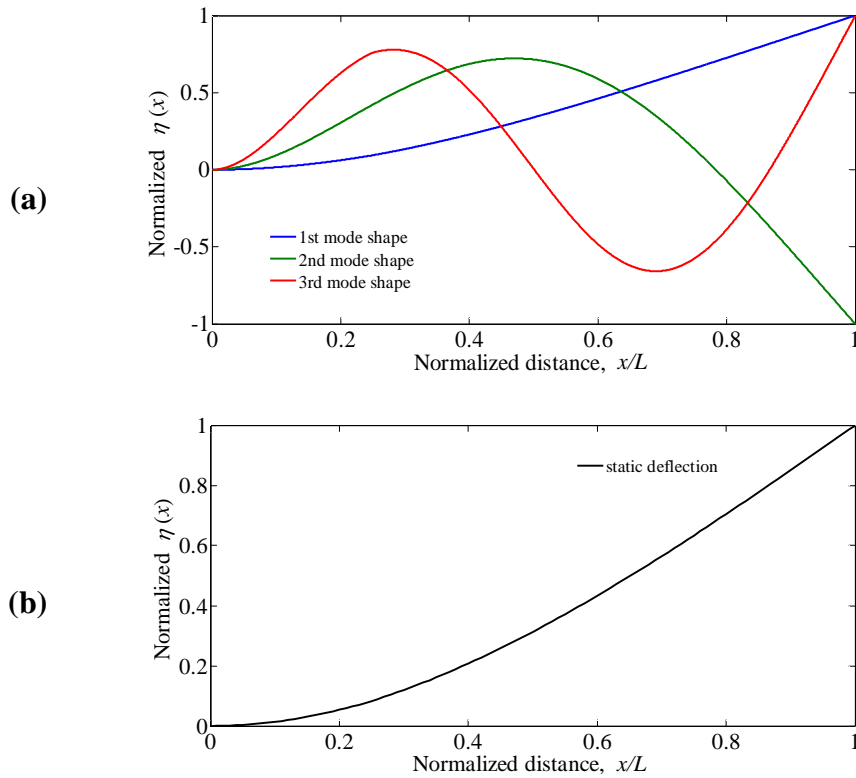 (a)
Normalized η (x)
1
0.5
0
-0.5
-1
1st mode shape
2nd mode shape
3rd mode shape
0 0.2 0.4 0.6 0.8 1
Normalized distance, x/L
(b)
Normalized η (x)
1
0.8
0.6
0.4
0.2
0
static deflection
0 0.2 0.4 0.6 0.8 1
Normalized distance, x/L